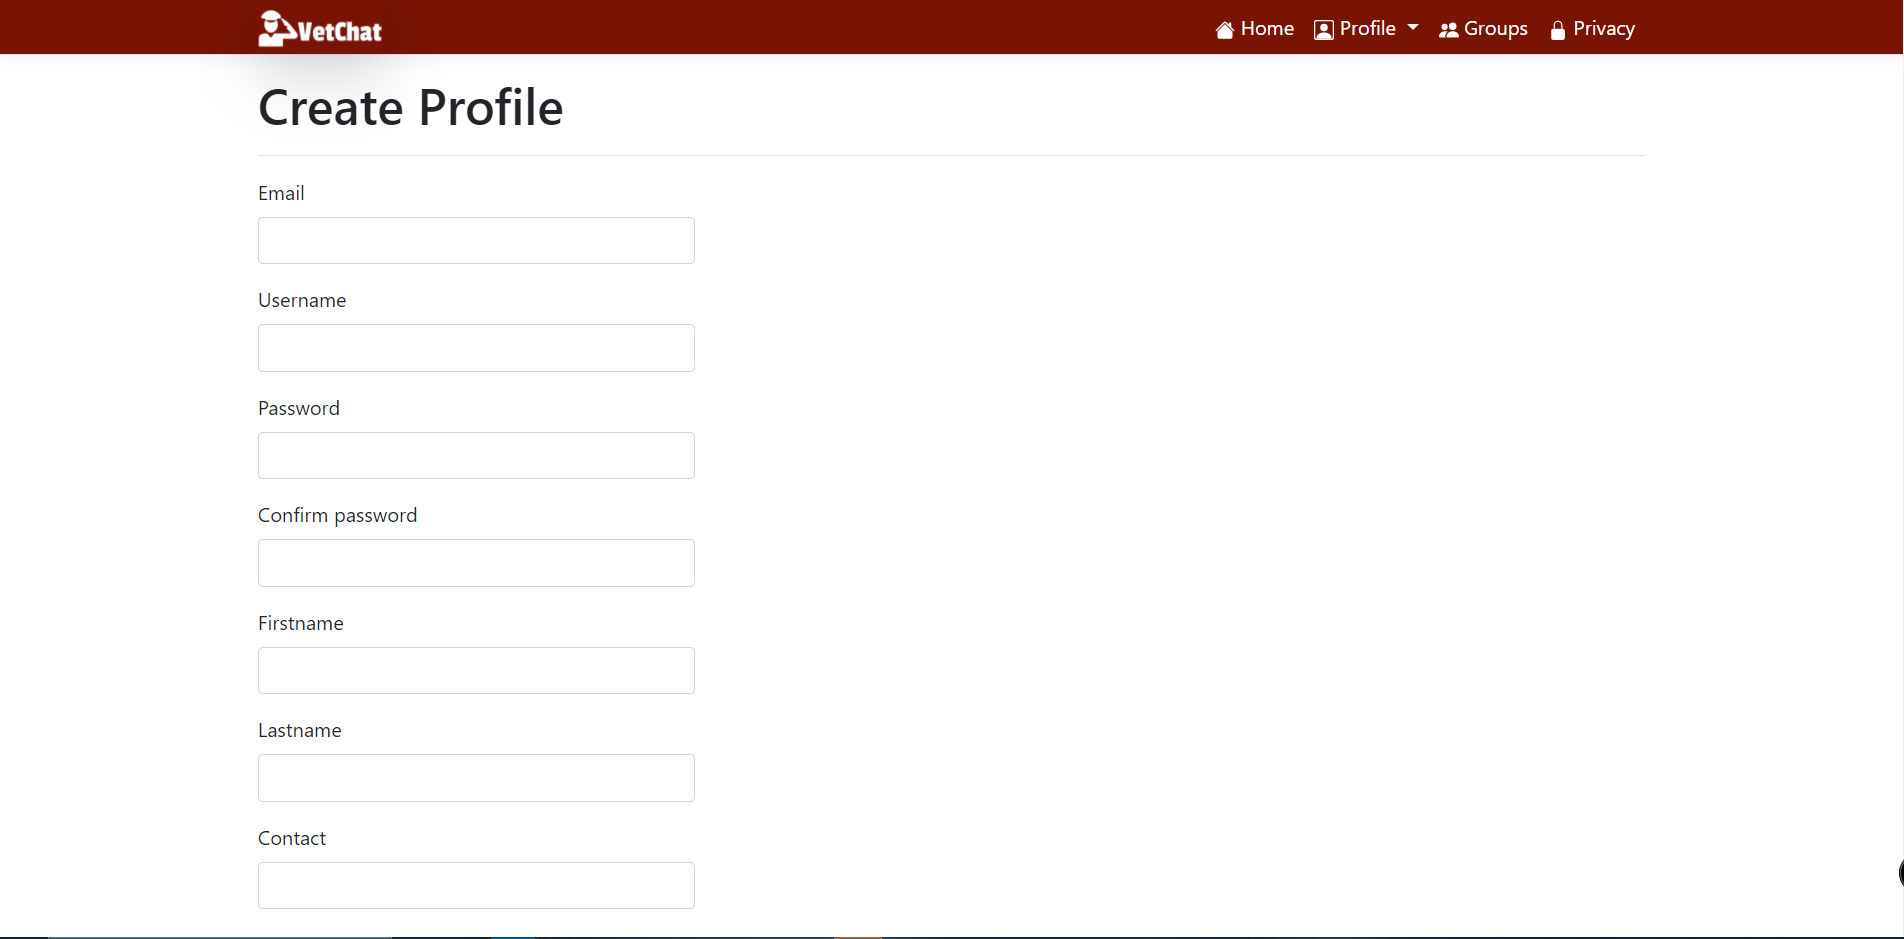 VetChat
Home Profile Groups Privacy
Create Profile
Email
Username
Password
Confirm password
Firstname
Lastname
Contact